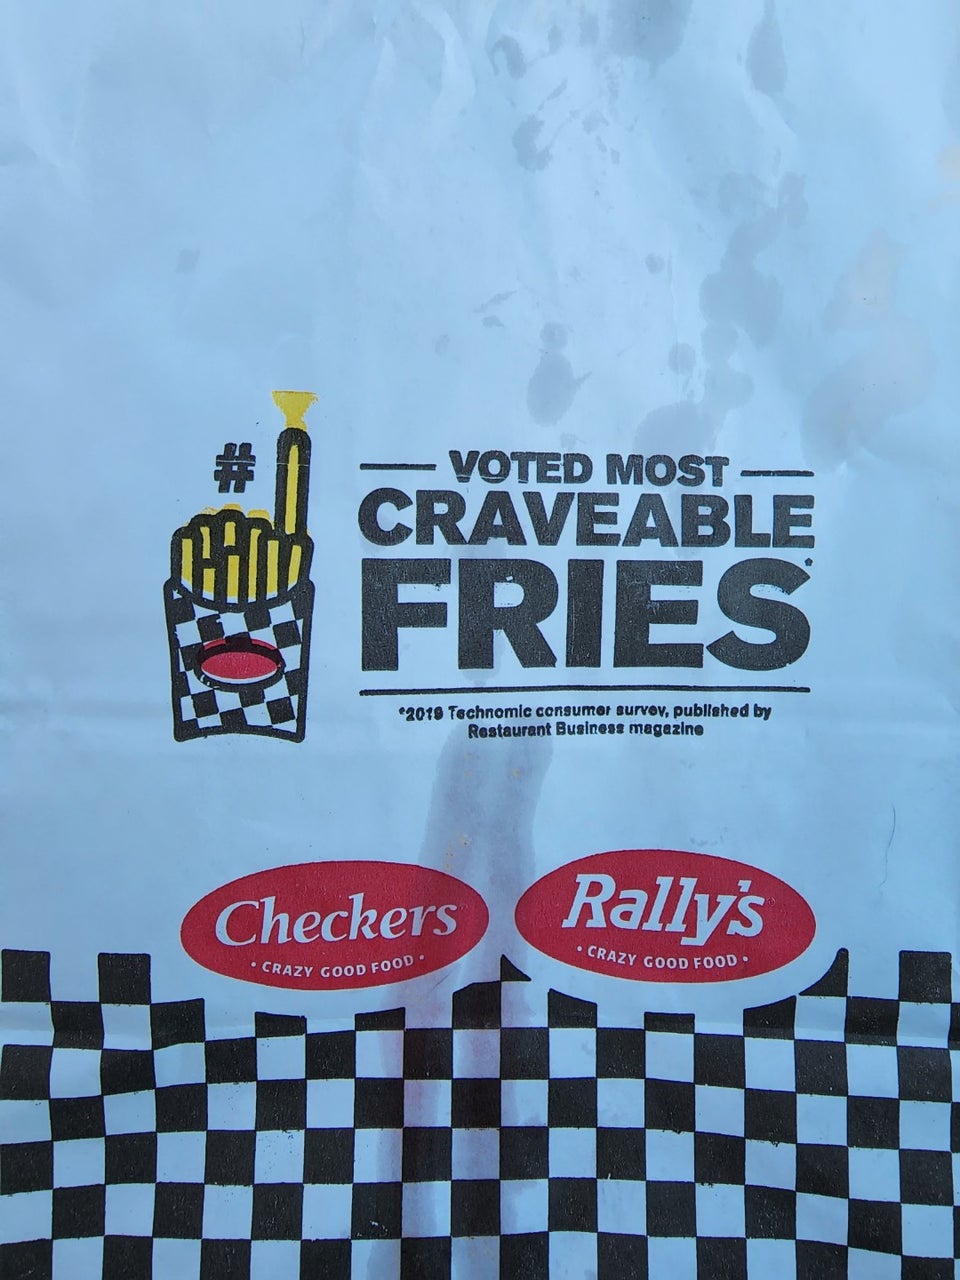 #
VOTED MOST
CRAVEABLE
FRIES*
*2019 Technomic consumer survey, published by
Restaurant Business magazine
Checkers
• CRAZY GOOD FOOD •
Rally's
• CRAZY GOOD FOOD •